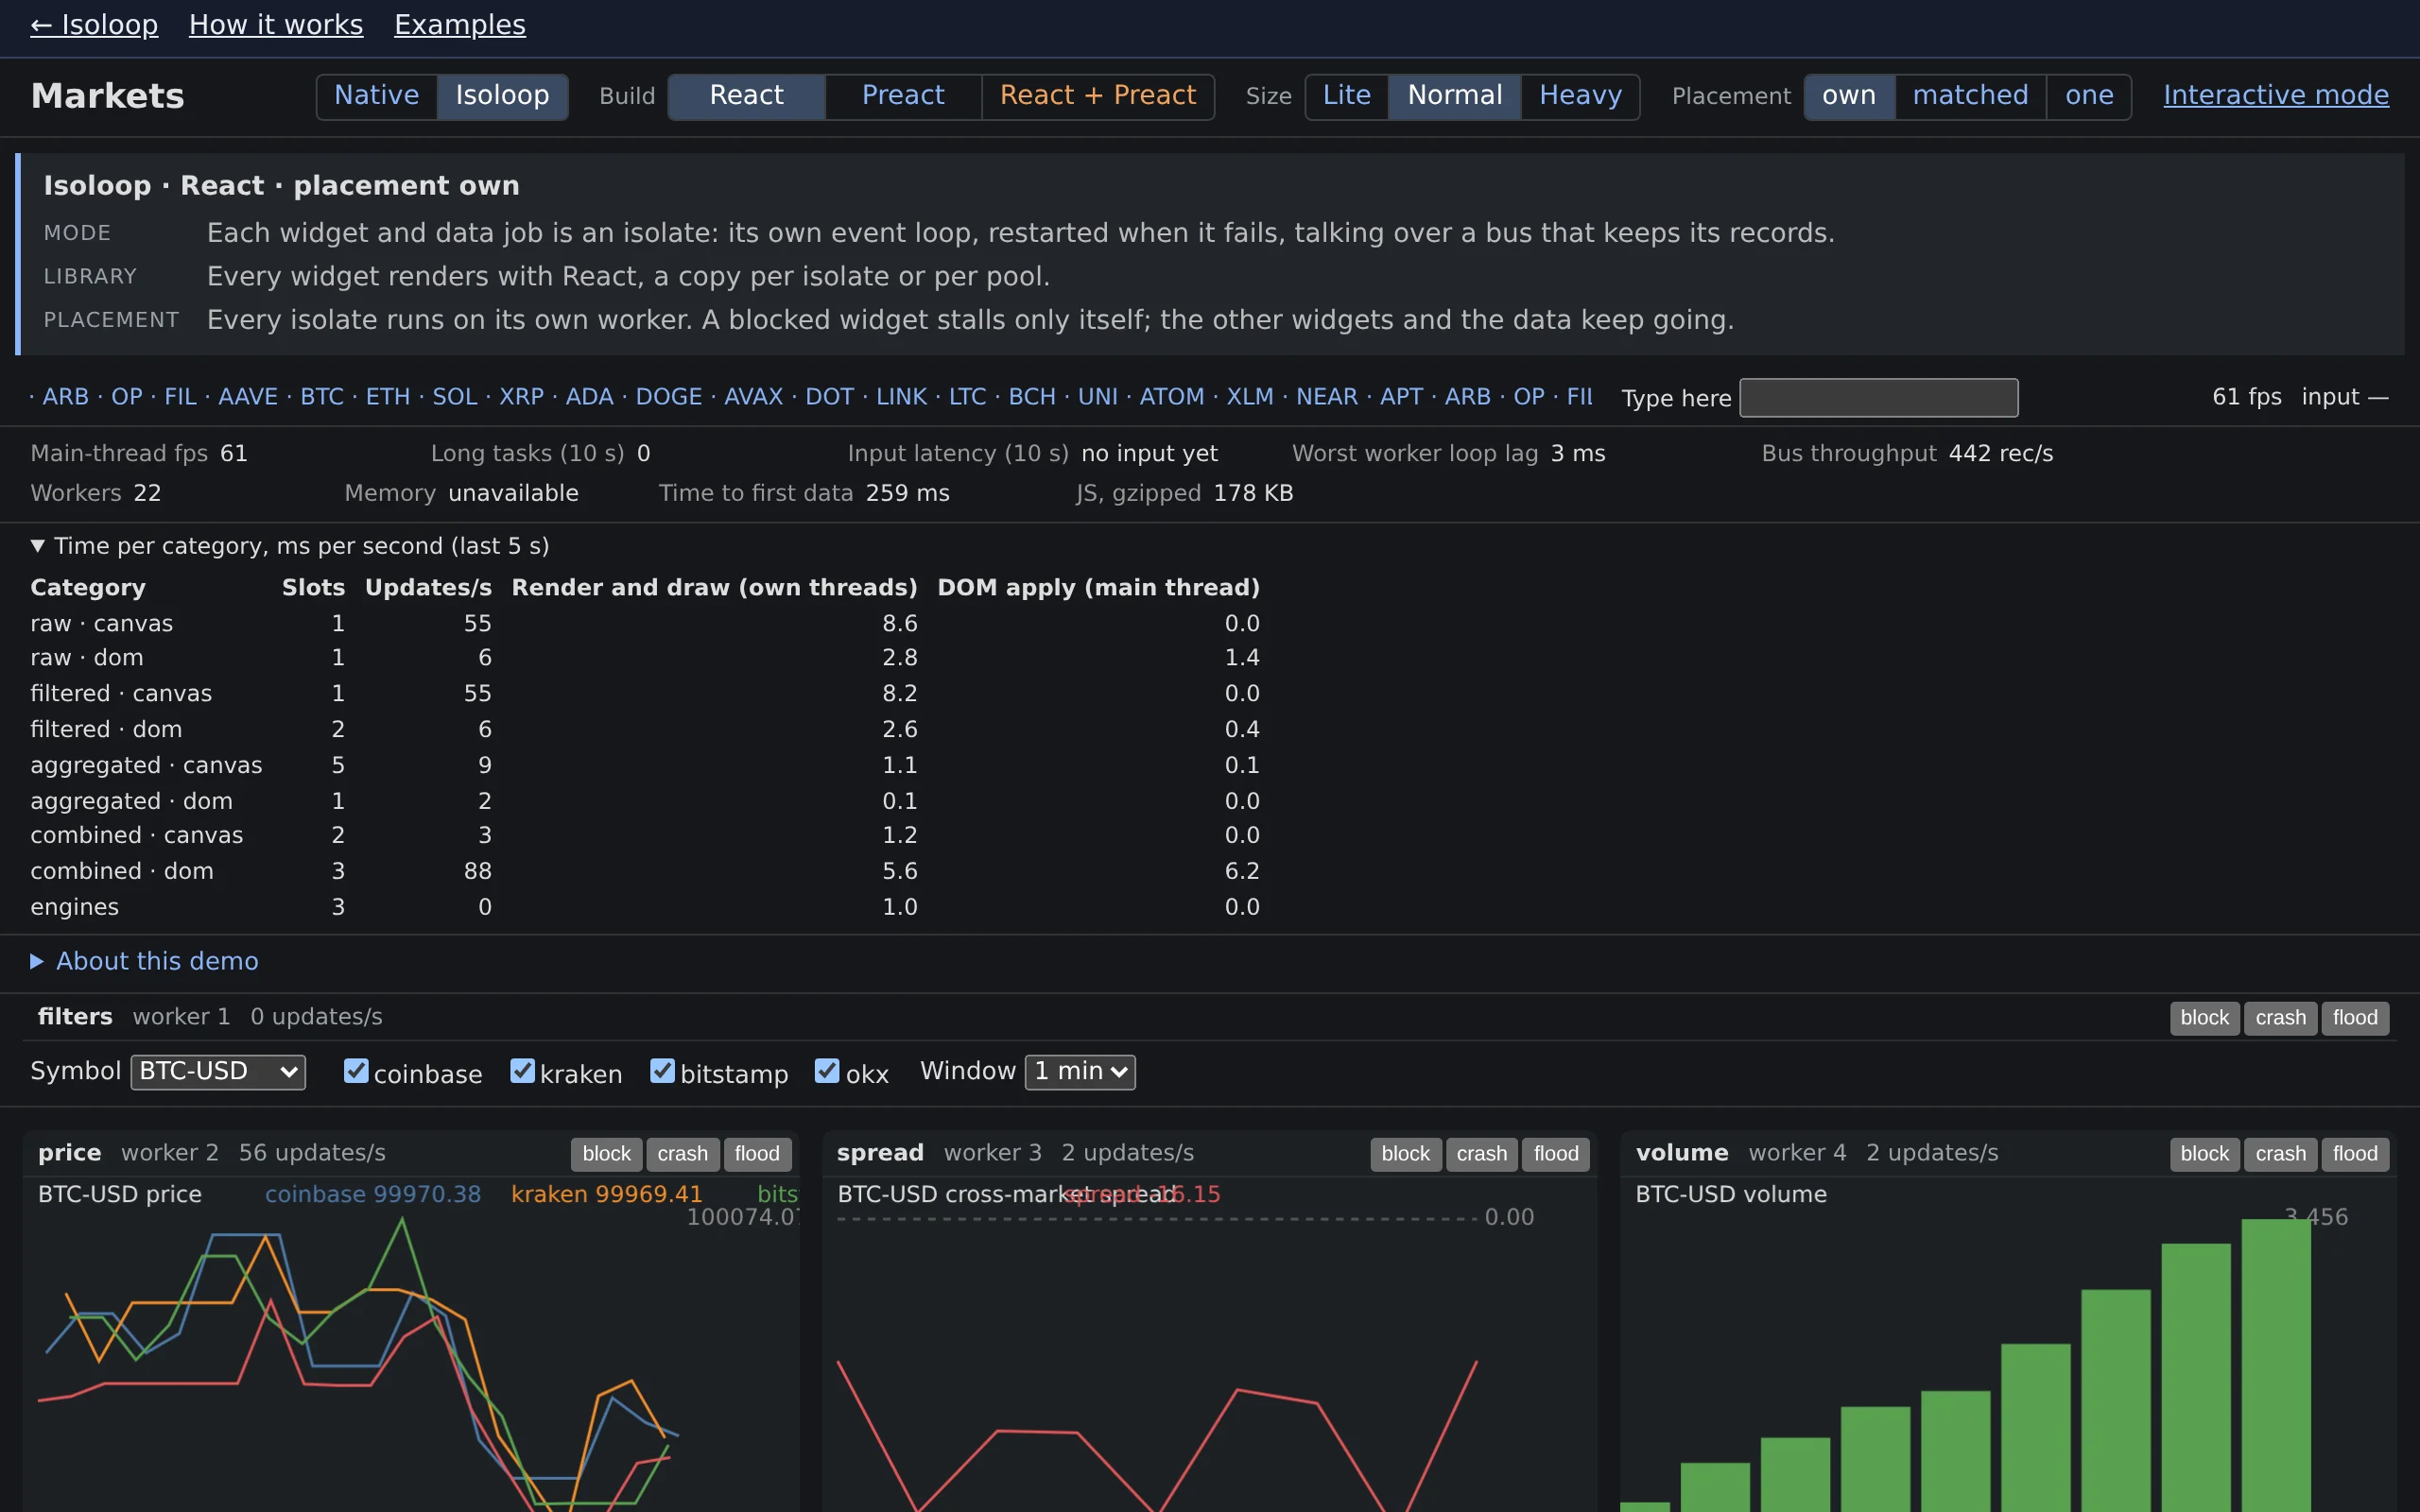 ← Isoloop How it works Examples
Markets Native Isoloop Build React Preact React + Preact Size Lite Normal Heavy Placement own matched one Interactive mode
Isoloop · React · placement own
MODE Each widget and data job is an isolate: its own event loop, restarted when it fails, talking over a bus that keeps its records.
LIBRARY Every widget renders with React, a copy per isolate or per pool.
PLACEMENT Every isolate runs on its own worker. A blocked widget stalls only itself; the other widgets and the data keep going.
· ARB · OP · FIL · AAVE · BTC · ETH · SOL · XRP · ADA · DOGE · AVAX · DOT · LINK · LTC · BCH · UNI · ATOM · XLM · NEAR · APT · ARB · OP · FIL Type here 61 fps input —
Main-thread fps 61 Long tasks (10 s) 0 Input latency (10 s) no input yet Worst worker loop lag 3 ms Bus throughput 442 rec/s
Workers 22 Memory unavailable Time to first data 259 ms JS, gzipped 178 KB
▼ Time per category, ms per second (last 5 s)
Category Slots Updates/s Render and draw (own threads) DOM apply (main thread)
raw · canvas 1 55 8.6 0.0
raw · dom 1 6 2.8 1.4
filtered · canvas 1 55 8.2 0.0
filtered · dom 2 6 2.6 0.4
aggregated · canvas 5 9 1.1 0.1
aggregated · dom 1 2 0.1 0.0
combined · canvas 2 3 1.2 0.0
combined · dom 3 88 5.6 6.2
engines 3 0 1.0 0.0
▶ About this demo
filters worker 1 0 updates/s block crash flood
Symbol BTC-USD coinbase kraken bitstamp okx Window 1 min
price worker 2 56 updates/s block crash flood
BTC-USD price coinbase 99970.38 kraken 99969.41 bits
100074.07
spread worker 3 2 updates/s block crash flood
BTC-USD cross-market spread spread -16.15
0.00
volume worker 4 2 updates/s block crash flood
BTC-USD volume
3.456